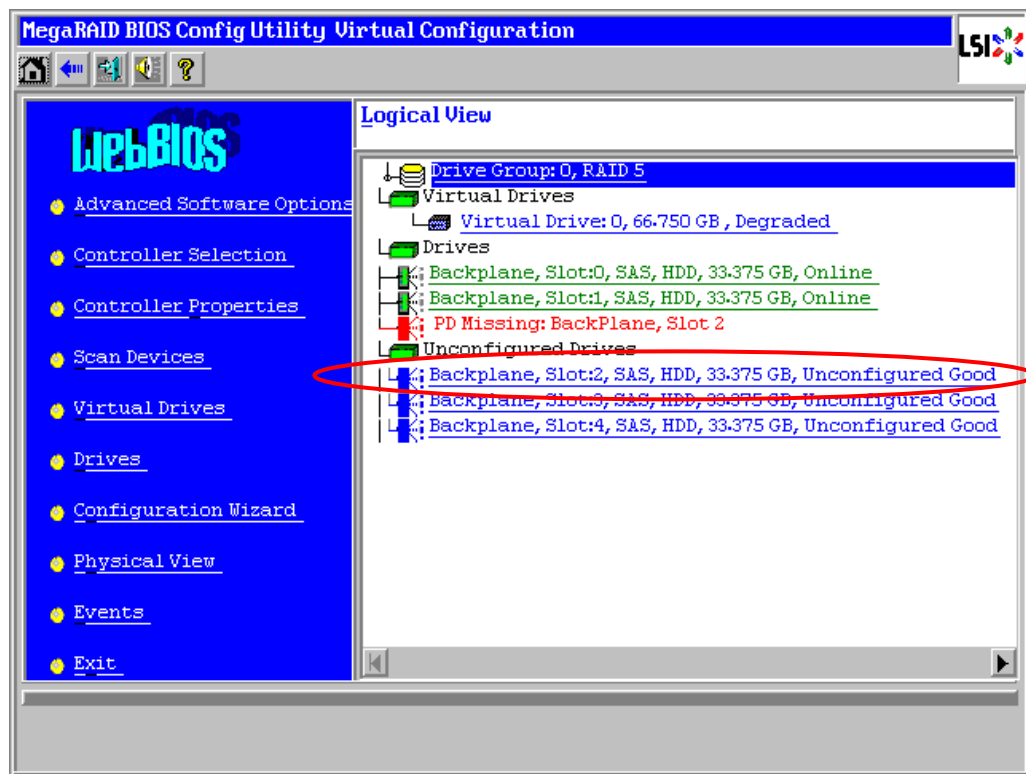 MegaRAID BIOS Config Utility Virtual Configuration
LSI
WebBIOS
Advanced Software Options
Controller Selection
Controller Properties
Scan Devices
Virtual Drives
Drives
Configuration Wizard
Physical View
Events
Exit
Logical View
Drive Group: 0, RAID 5
Virtual Drives
Virtual Drive: 0, 66.750 GB , Degraded
Drives
Backplane, Slot:0, SAS, HDD, 33.375 GB, Online
Backplane, Slot:1, SAS, HDD, 33.375 GB, Online
PD Missing: BackPlane, Slot 2
Unconfigured Drives
Backplane, Slot:2, SAS, HDD, 33.375 GB, Unconfigured Good
Backplane, Slot:3, SAS, HDD, 33.375 GB, Unconfigured Good
Backplane, Slot:4, SAS, HDD, 33.375 GB, Unconfigured Good